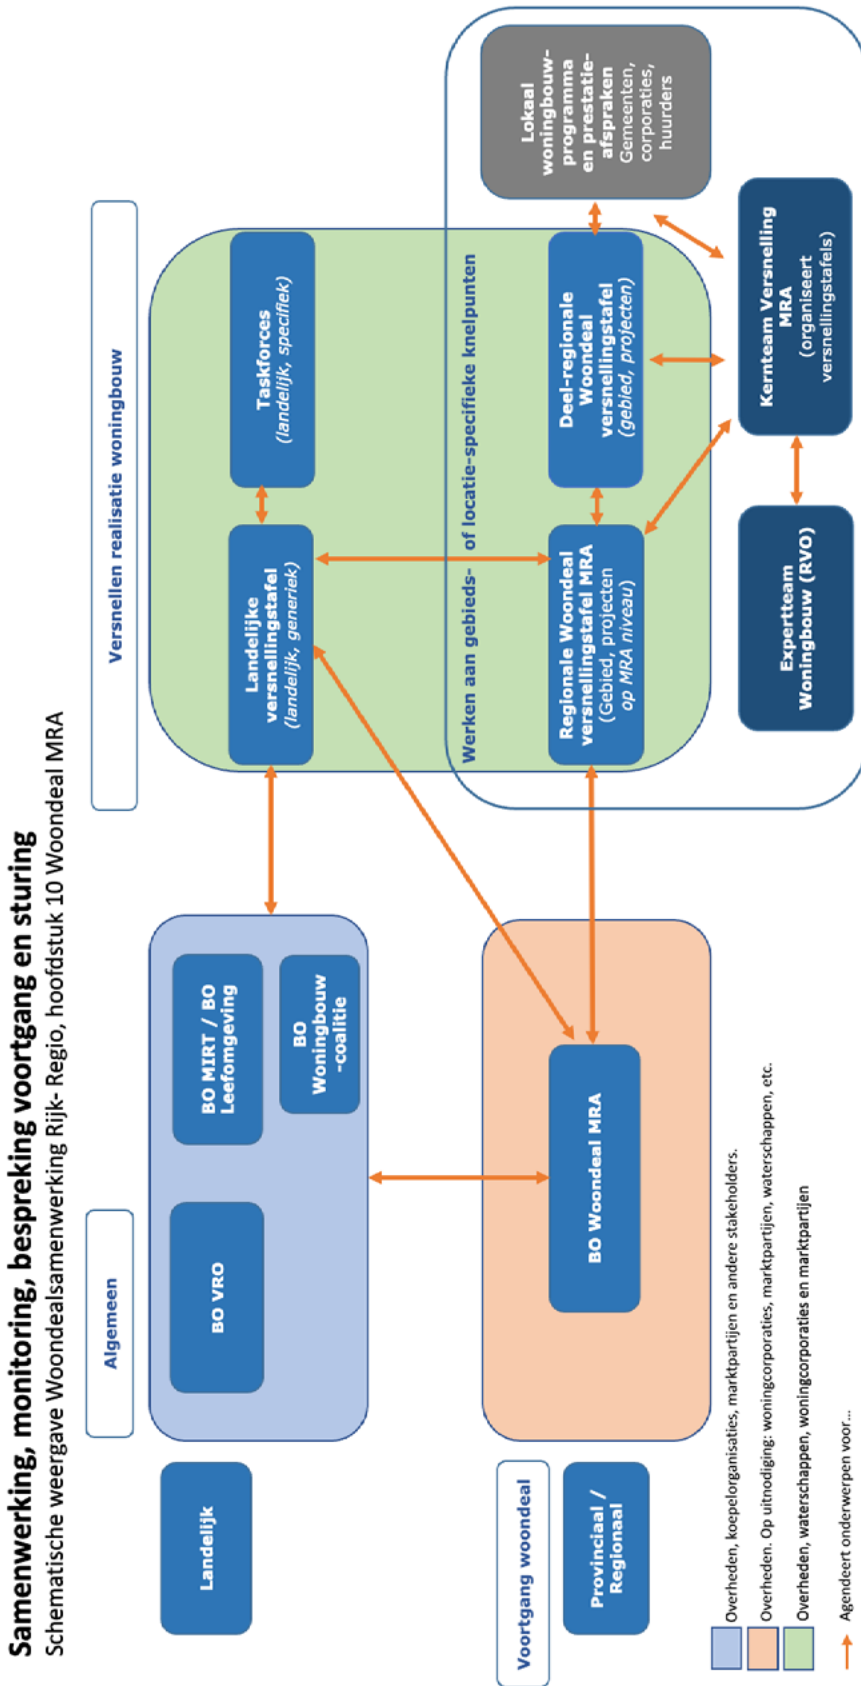 Samenwerking, monitoring, bespreking voortgang en sturing
Schematische weergave Woondealsamenwerking Rijk- Regio, hoofdstuk 10 Woondeal MRA
Algemeen
Versnellen realisatie woningbouw
Landelijk
BO VRO
BO MIRT / BO
Leefomgeving
BO
Woningbouw
-coalitie
Landelijke
versnellingstafel
(landelijk, generiek)
Taskforces
(landelijk, specifiek)
Werken aan gebieds- of locatie-specifieke knelpunten
Voortgang woondeal
Provinciaal /
Regionaal
BO Woondeal MRA
Regionale Woondeal
versnellingstafel MRA
(Gebied, projecten
op MRA niveau)
Deel-regionale
Woondeal
versnellingstafel
(gebied, projecten)
Lokaal
woningbouw-
programma
en prestatie-
afspraken
Gemeenten,
corporaties,
huurders
Expertteam
Woningbouw (RVO)
Kernteam Versnelling
MRA
(organiseert
versnellingstafels)
Overheden, koepelorganisaties, marktpartijen en andere stakeholders.
Overheden. Op uitnodiging: woningcorporaties, marktpartijen, waterschappen, etc.
Overheden, waterschappen, woningcorporaties en marktpartijen
Agendeert onderwerpen voor...